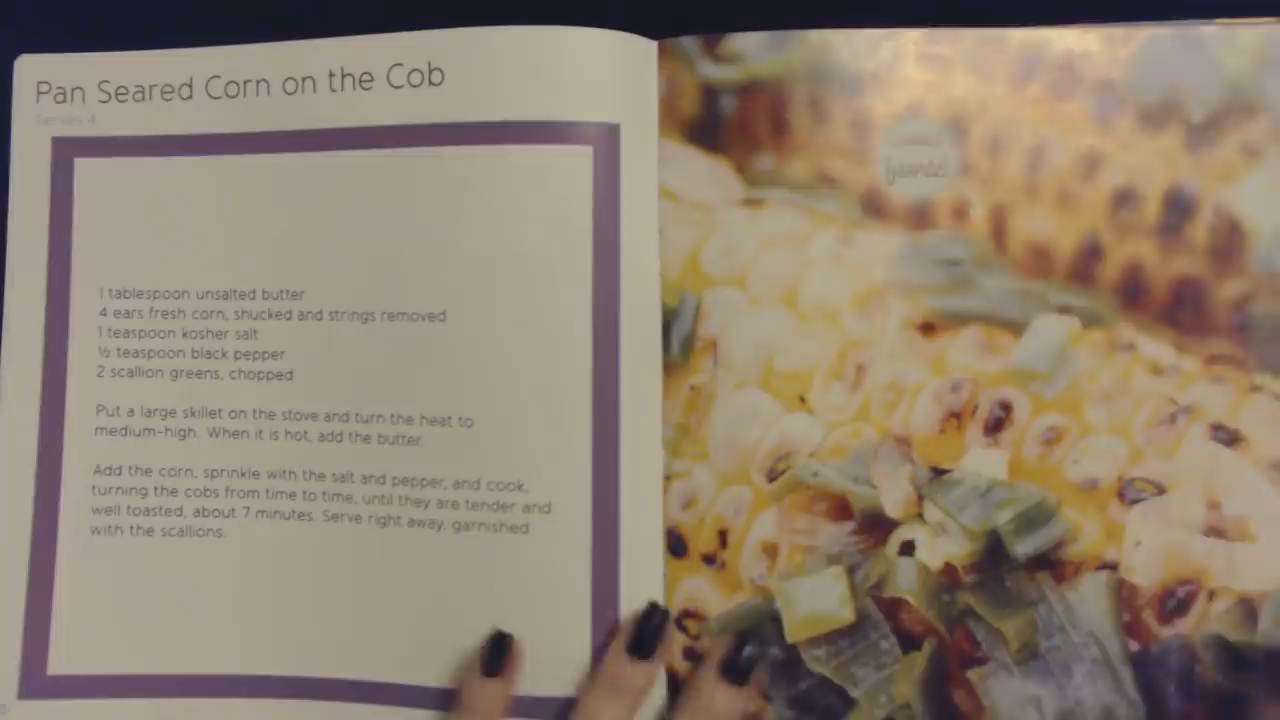 Pan Seared Corn on the Cob
Serves 4
1 tablespoon unsalted butter
4 ears fresh corn, shucked and strings removed
1 teaspoon kosher salt
½ teaspoon black pepper
2 scallion greens, chopped
Put a large skillet on the stove and turn the heat to
medium-high. When it is hot, add the butter.
Add the corn, sprinkle with the salt and pepper, and cook,
turning the cobs from time to time, until they are tender and
well toasted, about 7 minutes. Serve right away, garnished
with the scallions.
favorite!